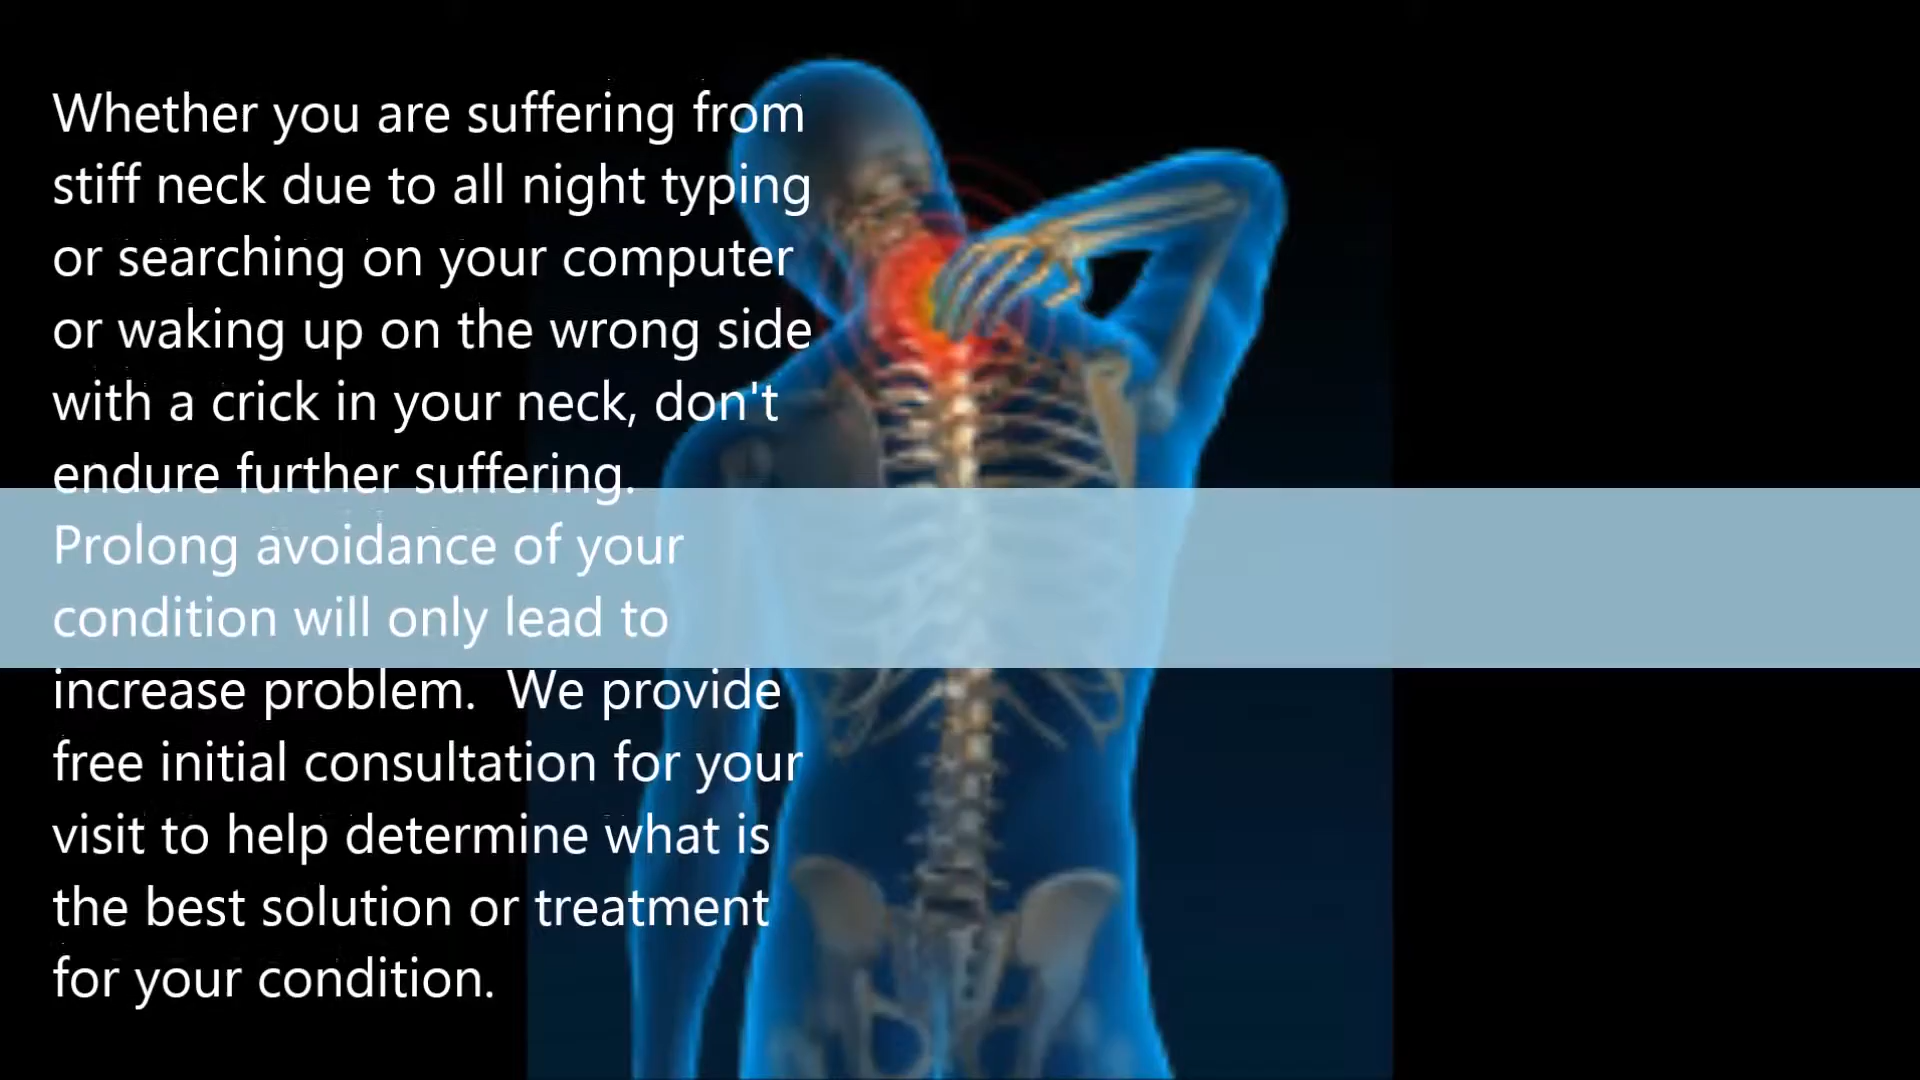 Whether you are suffering from
stiff neck due to all night typing
or searching on your computer
or waking up on the wrong side
with a crick in your neck, don't
endure further suffering.
Prolong avoidance of your
condition will only lead to
increase problem.  We provide
free initial consultation for your
visit to help determine what is
the best solution or treatment
for your condition.